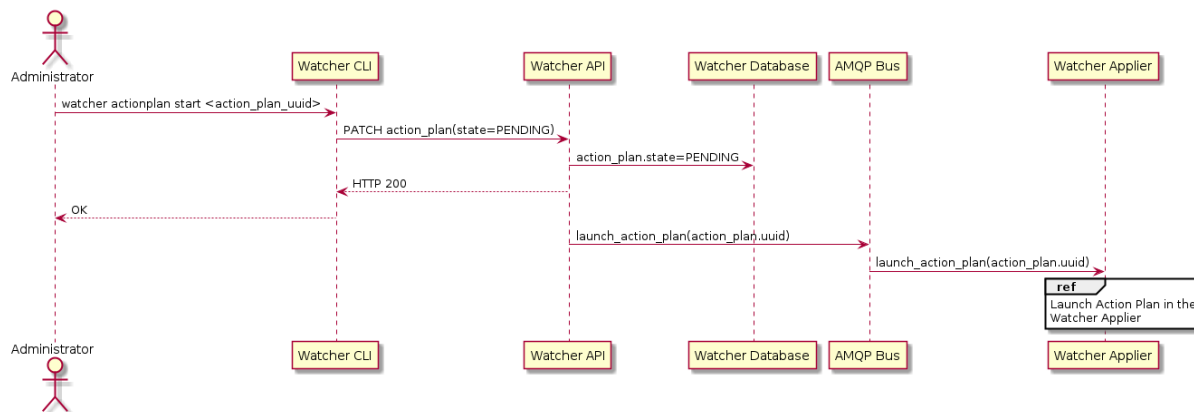 Administrator
Watcher CLI
Watcher API
Watcher Database
AMQP Bus
Watcher Applier
watcher actionplan start <action_plan_uuid>
PATCH action_plan(state=PENDING)
action_plan.state=PENDING
HTTP 200
OK
launch_action_plan(action_plan.uuid)
launch_action_plan(action_plan.uuid)
ref
Launch Action Plan in the
Watcher Applier
Administrator
Watcher CLI
Watcher API
Watcher Database
AMQP Bus
Watcher Applier